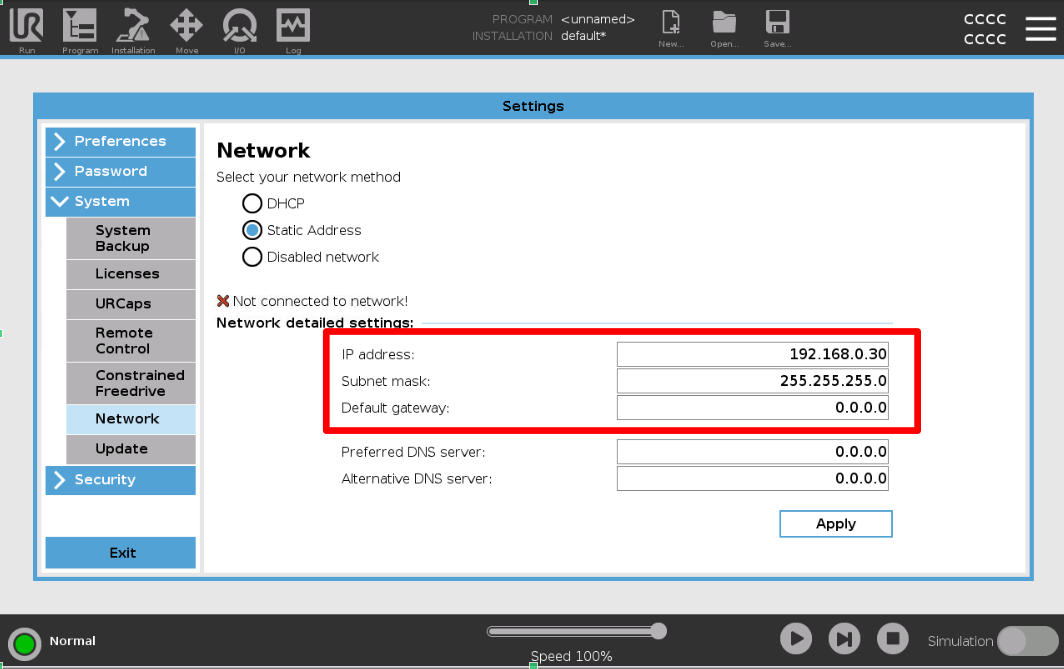 PROGRAM <unnamed>
INSTALLATION default*
CCCC
CCCC
UR
Run
Program
Installation
Move
I/O
Log
New...
Open...
Save...
Settings
Preferences
Password
System
System
Backup
Licenses
URCaps
Remote
Control
Constrained
Freedrive
Network
Update
Security
Exit
Network
Select your network method
DHCP
Static Address
Disabled network
Not connected to network!
Network detailed settings:
IP address: 192.168.0.30
Subnet mask: 255.255.255.0
Default gateway: 0.0.0.0
Preferred DNS server: 0.0.0.0
Alternative DNS server: 0.0.0.0
Apply
Normal
Speed 100%
Simulation